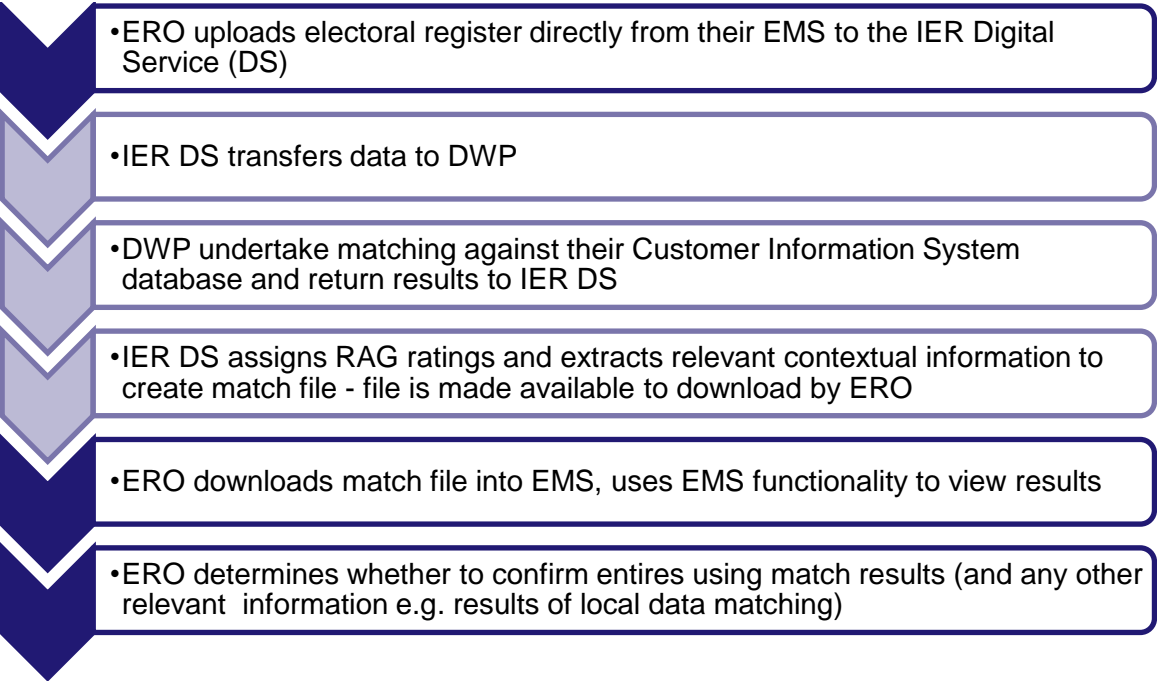 •ERO uploads electoral register directly from their EMS to the IER Digital
Service (DS)
•IER DS transfers data to DWP
•DWP undertake matching against their Customer Information System
database and return results to IER DS
•IER DS assigns RAG ratings and extracts relevant contextual information to
create match file - file is made available to download by ERO
•ERO downloads match file into EMS, uses EMS functionality to view results
•ERO determines whether to confirm entires using match results (and any other
relevant  information e.g. results of local data matching)